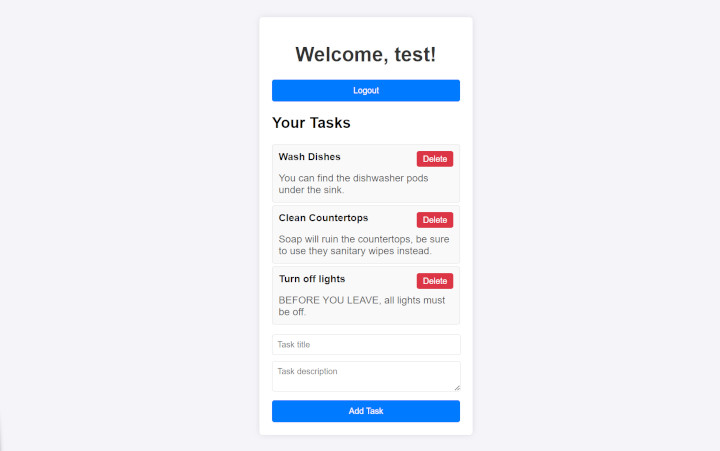 Welcome, test!
Logout
Your Tasks
Wash Dishes
Delete
You can find the dishwasher pods
under the sink.
Clean Countertops
Delete
Soap will ruin the countertops, be sure
to use they sanitary wipes instead.
Turn off lights
Delete
BEFORE YOU LEAVE, all lights must
be off.
Task title
Task description
Add Task